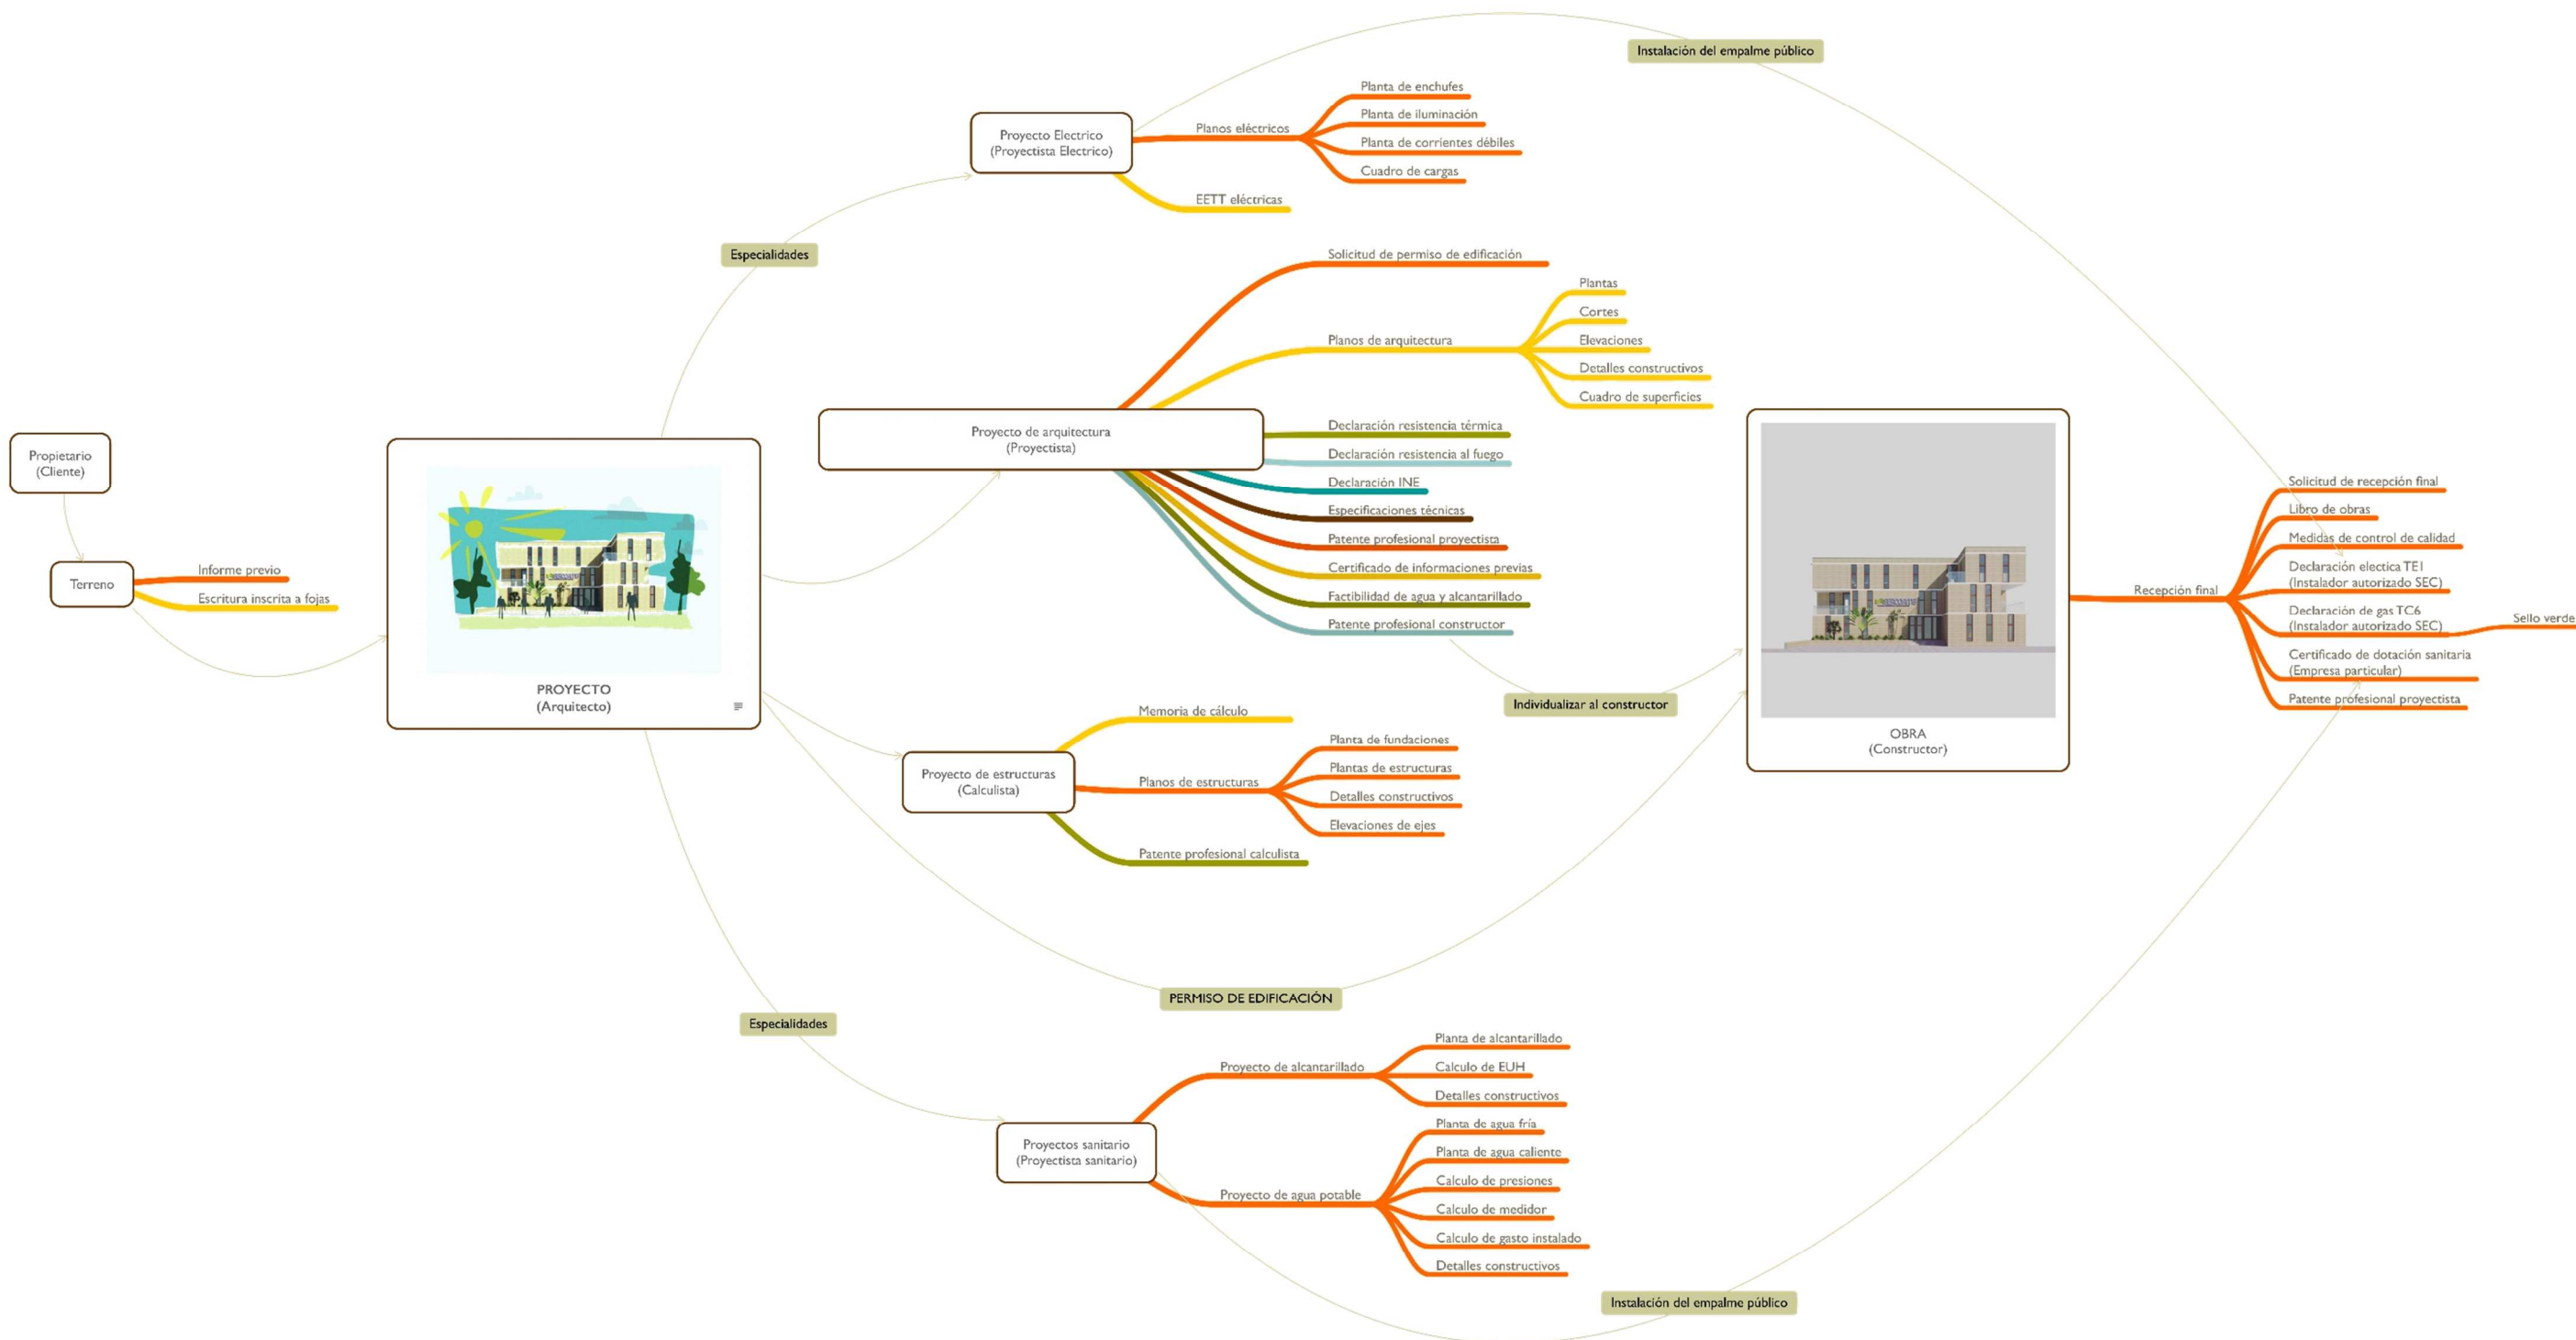 Propietario
(Cliente)
Terreno
Informe previo
Escritura inscrita a fojas
PROYECTO
(Arquitecto)
Especialidades
Proyecto Electrico
(Proyectista Electrico)
Planos eléctricos
Planta de enchufes
Planta de iluminación
Planta de corrientes débiles
Cuadro de cargas
EETT eléctricas
Instalación del empalme público
Proyecto de arquitectura
(Proyectista)
Solicitud de permiso de edificación
Planos de arquitectura
Plantas
Cortes
Elevaciones
Detalles constructivos
Cuadro de superficies
Declaración resistencia térmica
Declaración resistencia al fuego
Declaración INE
Especificaciones técnicas
Patente profesional proyectista
Certificado de informaciones previas
Factibilidad de agua y alcantarillado
Patente profesional constructor
Individualizar al constructor
Proyecto de estructuras
(Calculista)
Memoria de cálculo
Planos de estructuras
Planta de fundaciones
Plantas de estructuras
Detalles constructivos
Elevaciones de ejes
Patente profesional calculista
PERMISO DE EDIFICACIÓN
Especialidades
Proyectos sanitario
(Proyectista sanitario)
Proyecto de alcantarillado
Planta de alcantarillado
Calculo de EUH
Detalles constructivos
Proyecto de agua potable
Planta de agua fría
Planta de agua caliente
Calculo de presiones
Calculo de medidor
Calculo de gasto instalado
Detalles constructivos
Instalación del empalme público
OBRA
(Constructor)
Recepción final
Solicitud de recepción final
Libro de obras
Medidas de control de calidad
Declaración electica TE1
(Instalador autorizado SEC)
Declaración de gas TC6
(Instalador autorizado SEC)
Sello verde
Certificado de dotación sanitaria
(Empresa particular)
Patente profesional proyectista